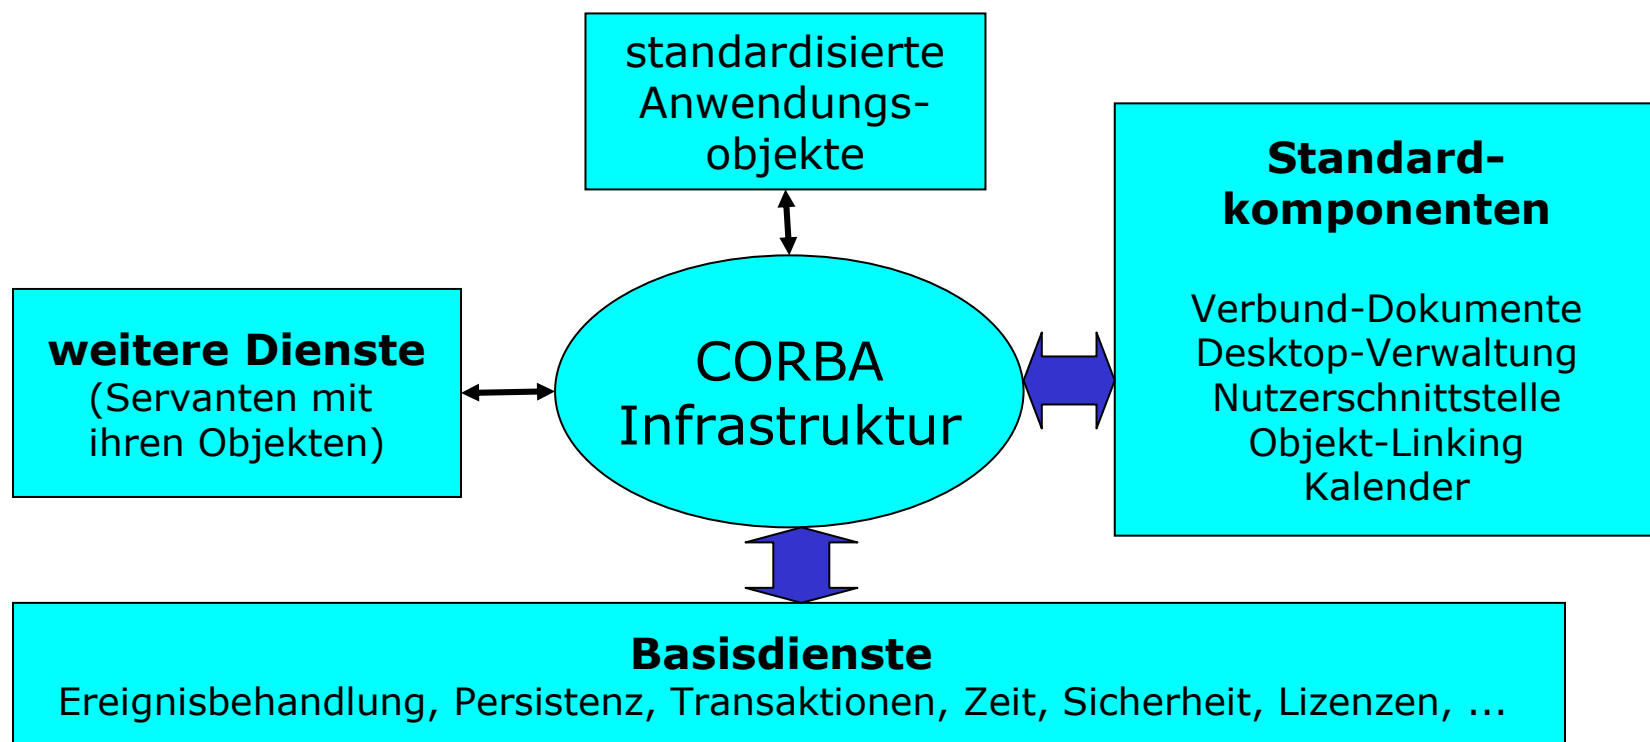 standardisierte
Anwendungs-
objekte
Standard-
komponenten
Verbund-Dokumente
Desktop-Verwaltung
Nutzerschnittstelle
Objekt-Linking
Kalender
weitere Dienste
(Servanten mit
ihren Objekten)
CORBA
Infrastruktur
Basisdienste
Ereignisbehandlung, Persistenz, Transaktionen, Zeit, Sicherheit, Lizenzen, ...